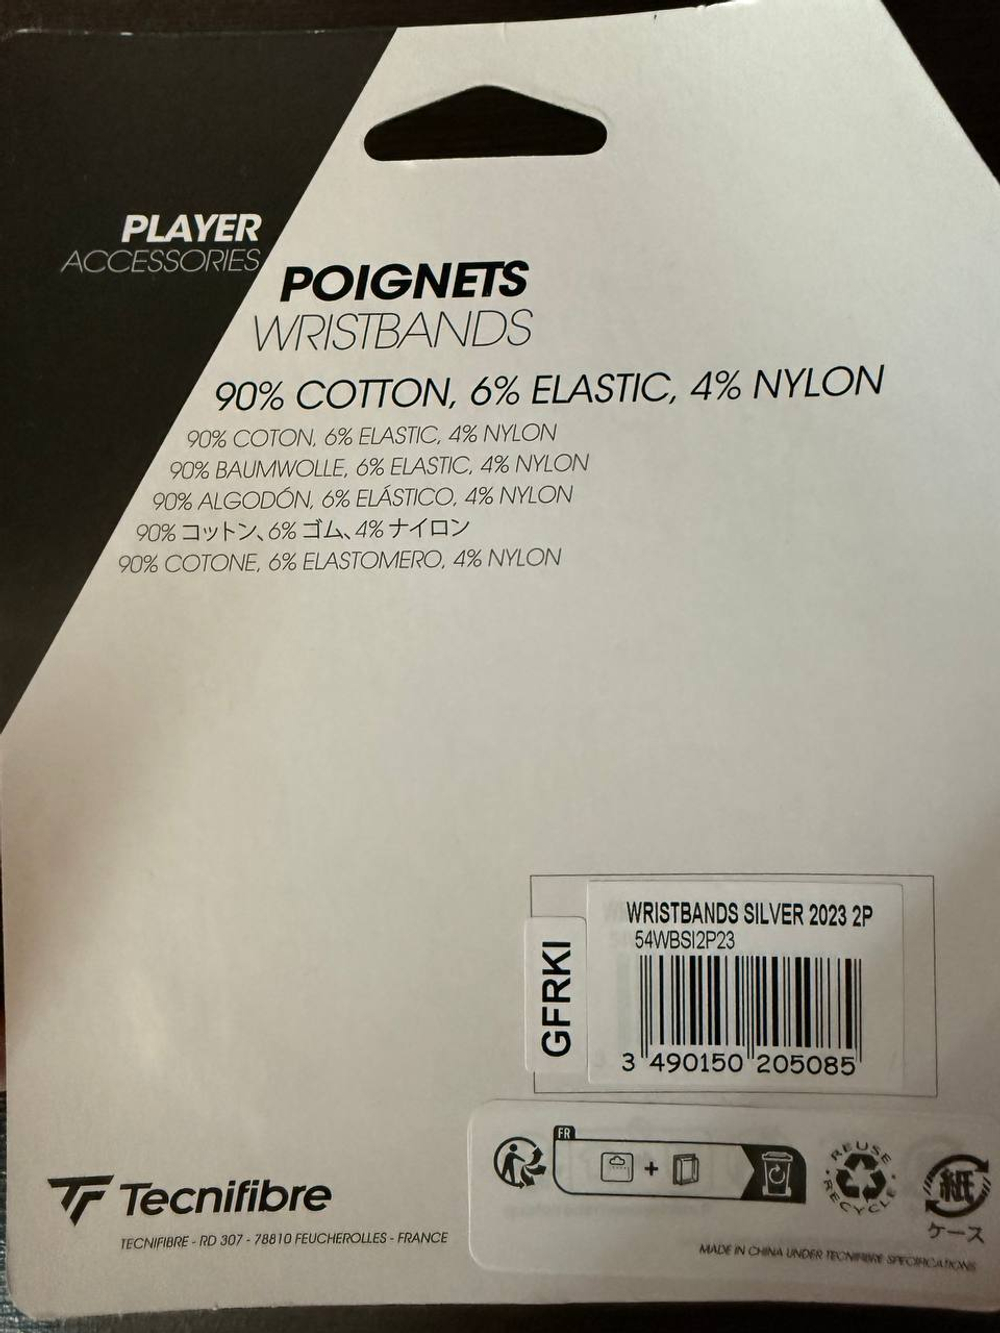 PLAYER
ACCESSORIES
POIGNETS
WRISTBANDS
90% COTTON, 6% ELASTIC, 4% NYLON
90% COTON, 6% ELASTIC, 4% NYLON
90% BAUMWOLLE, 6% ELASTIC, 4% NYLON
90% ALGODÓN, 6% ELÁSTICO, 4% NYLON
90% コットン、6% ゴム、4% ナイロン
90% COTONE, 6% ELASTOMERO, 4% NYLON
WRISTBANDS SILVER 2023 2P
54WBSI2P23
GFRKI
3 490150 205085
FR
REUSE
RECYCLE
紙
ケース
Tecnifibre
TECNIFIBRE - RD 307 - 78810 FEUCHEROLLES - FRANCE
MADE IN CHINA UNDER TECNIFIBRE SPECIFICATIONS